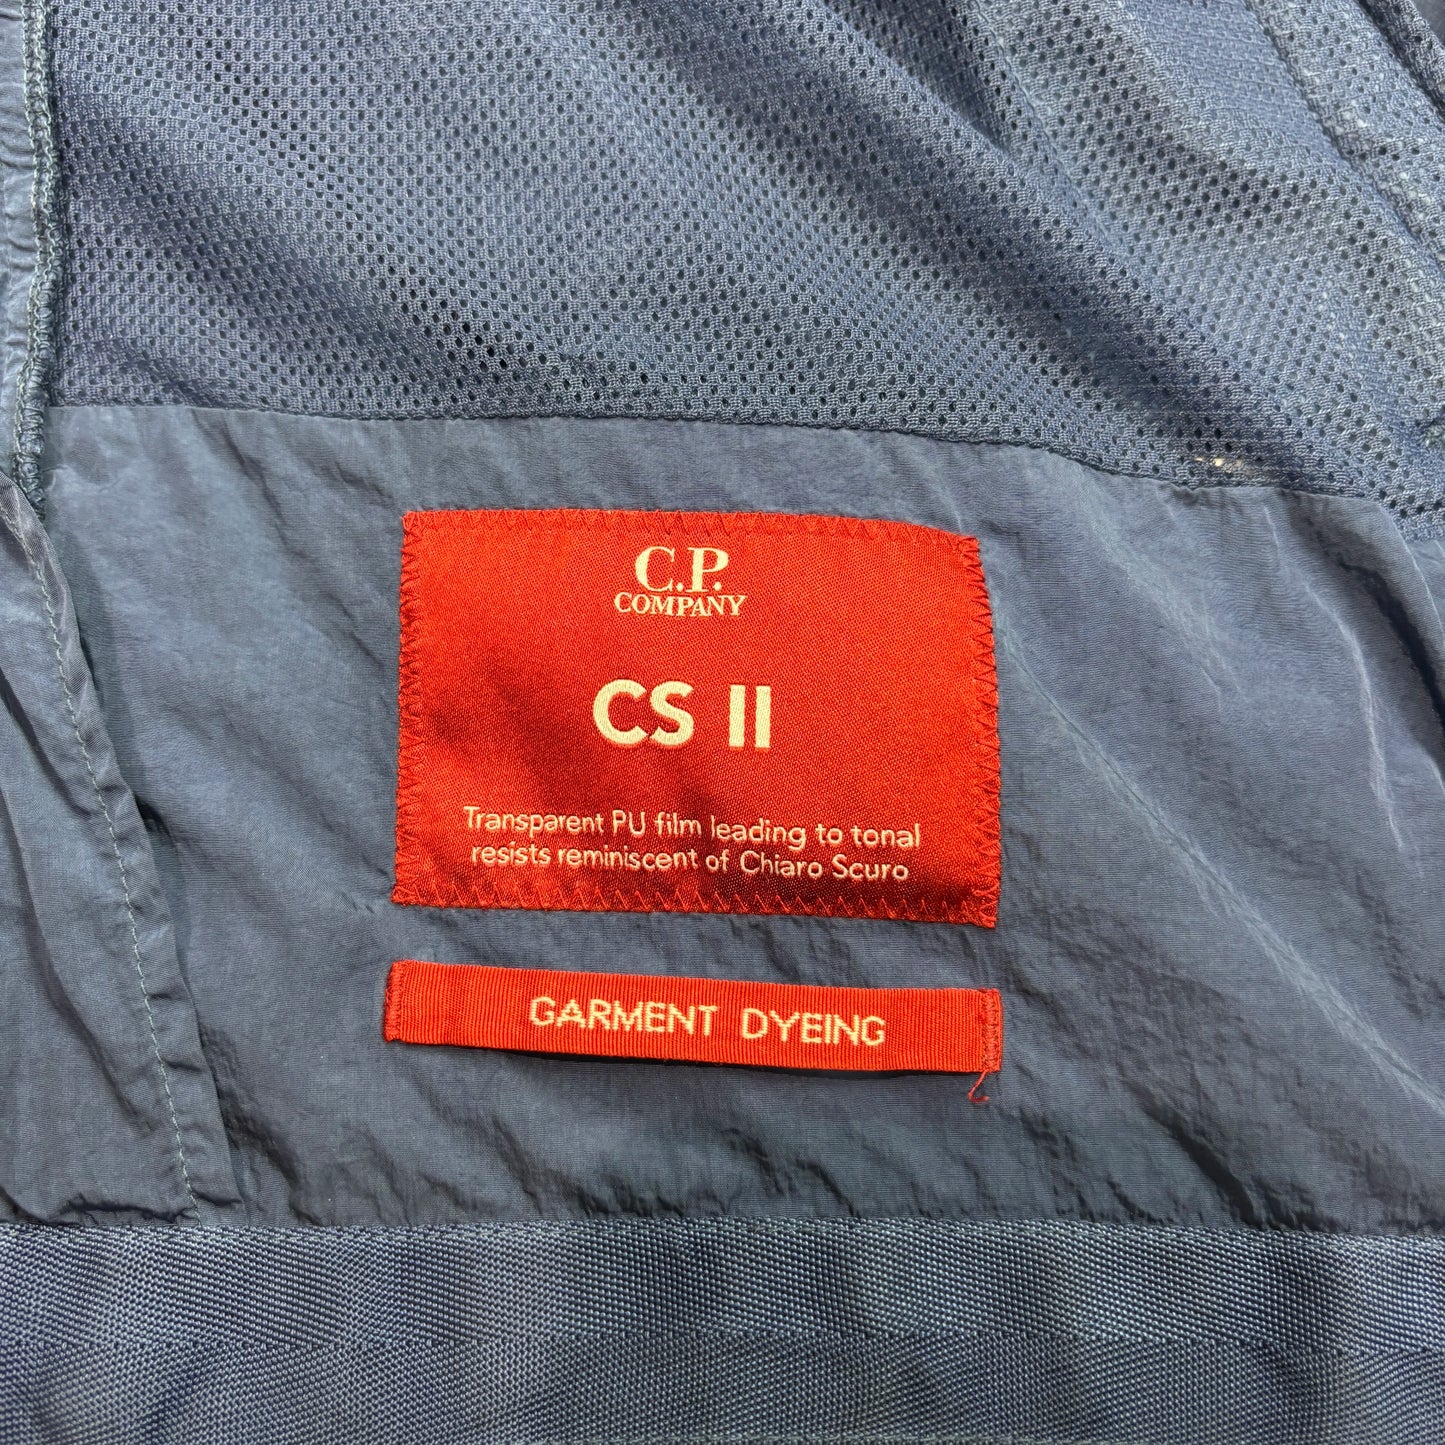 C.P.
COMPANY
CS II
Transparent PU film leading to tonal
resists reminiscent of Chiaro Scuro
GARMENT DYEING